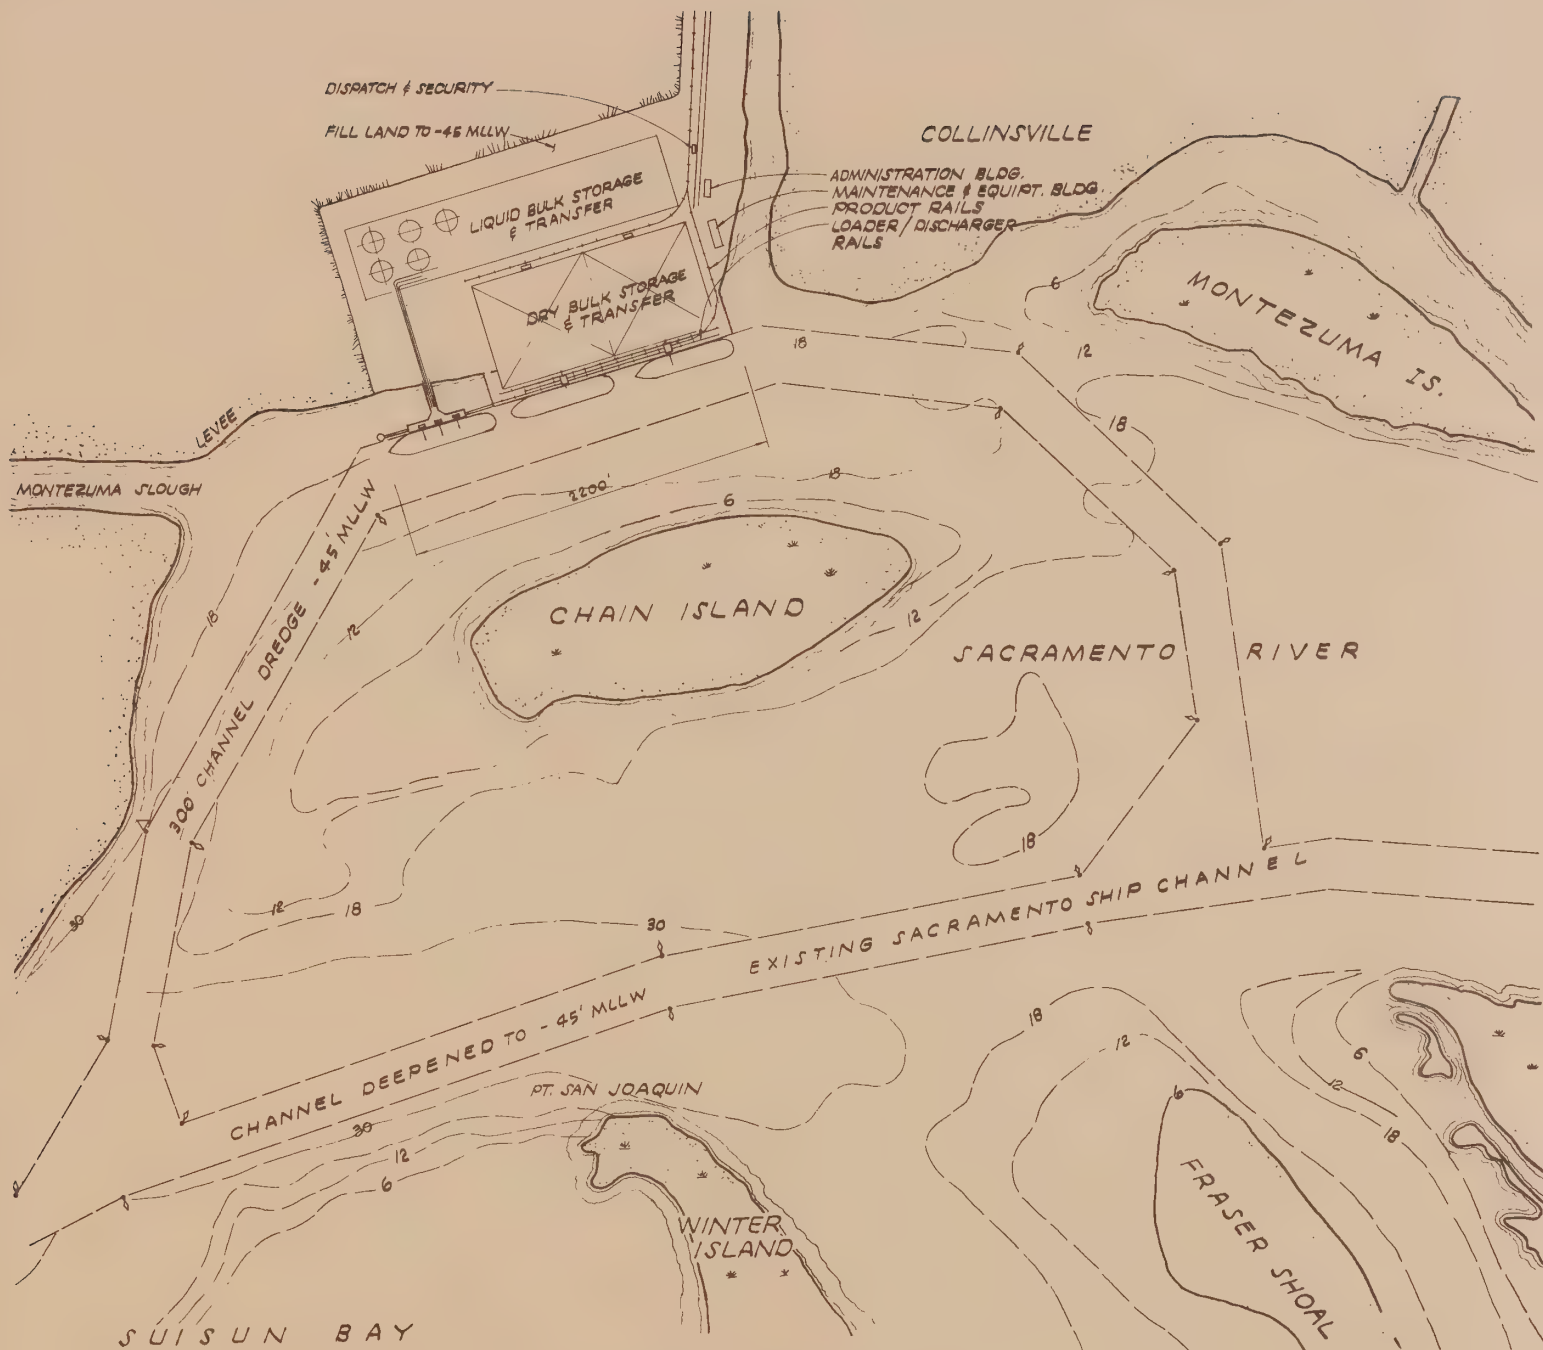 DISPATCH & SECURITY
FILL LAND TO -45 MLLW
COLLINSVILLE
ADMINISTRATION BLDG.
MAINTENANCE & EQUIPT. BLDG.
PRODUCT RAILS
LOADER/DISCHARGER
RAILS
LIQUID BULK STORAGE
& TRANSFER
DRY BULK STORAGE
& TRANSFER
MONTEZUMA IS.
6
12
18
18
LEVEE
MONTEZUMA SLOUGH
2200'
18
6
300' CHANNEL DREDGE -45' MLLW
18
12
CHAIN ISLAND
12
SACRAMENTO RIVER
18
30
12
18
30
EXISTING SACRAMENTO SHIP CHANNEL
CHANNEL DEEPENED TO -45' MLLW
PT. SAN JOAQUIN
30
12
6
18
12
6
6
12
18
WINTER
ISLAND
FRASER SHOAL
SUISUN BAY